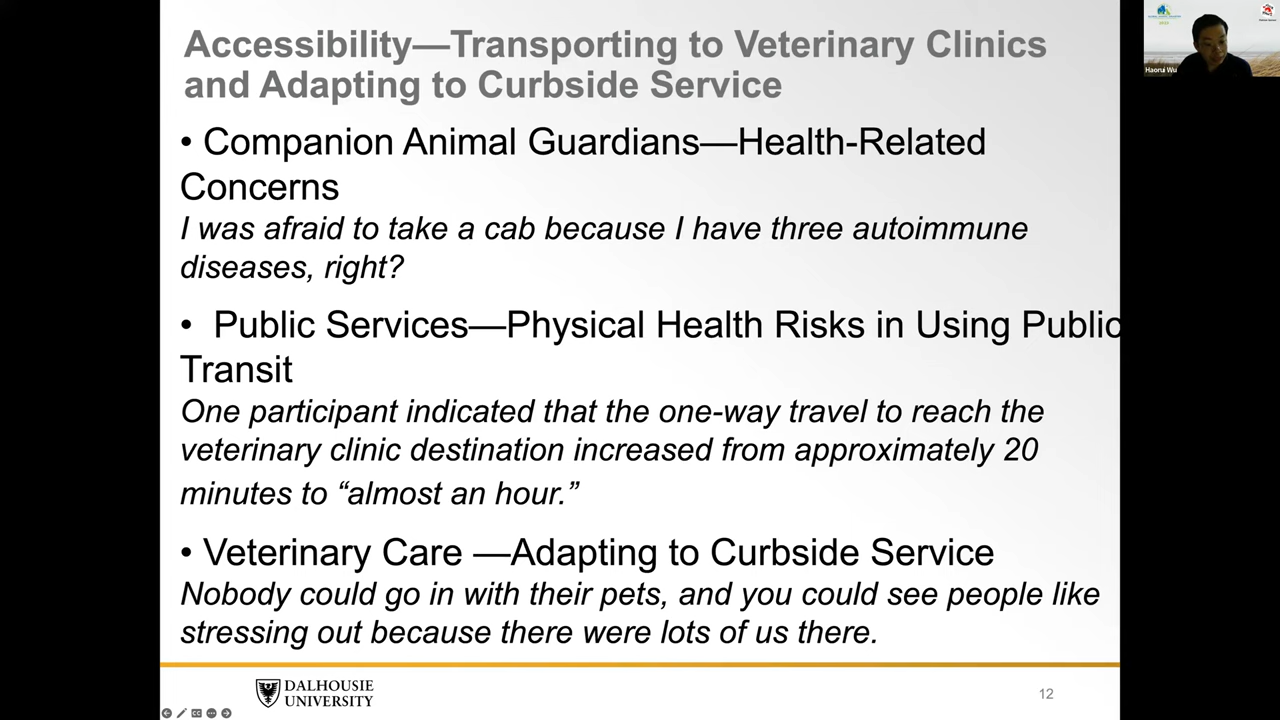 Accessibility—Transporting to Veterinary Clinics
and Adapting to Curbside Service
• Companion Animal Guardians—Health-Related
Concerns
I was afraid to take a cab because I have three autoimmune
diseases, right?
• Public Services—Physical Health Risks in Using Public
Transit
One participant indicated that the one-way travel to reach the
veterinary clinic destination increased from approximately 20
minutes to “almost an hour.”
• Veterinary Care —Adapting to Curbside Service
Nobody could go in with their pets, and you could see people like
stressing out because there were lots of us there.
DALHOUSIE
UNIVERSITY
12
Haorui Wu